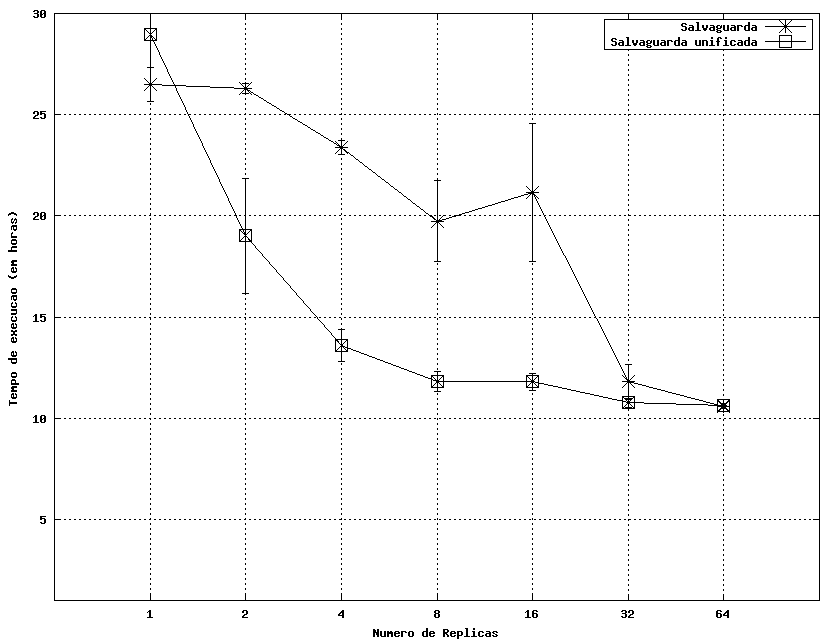 30
25
20
15
10
5
Tempo de execucao (em horas)
Salvaguarda
Salvaguarda unificada
1 2 4 8 16 32 64
Numero de Replicas